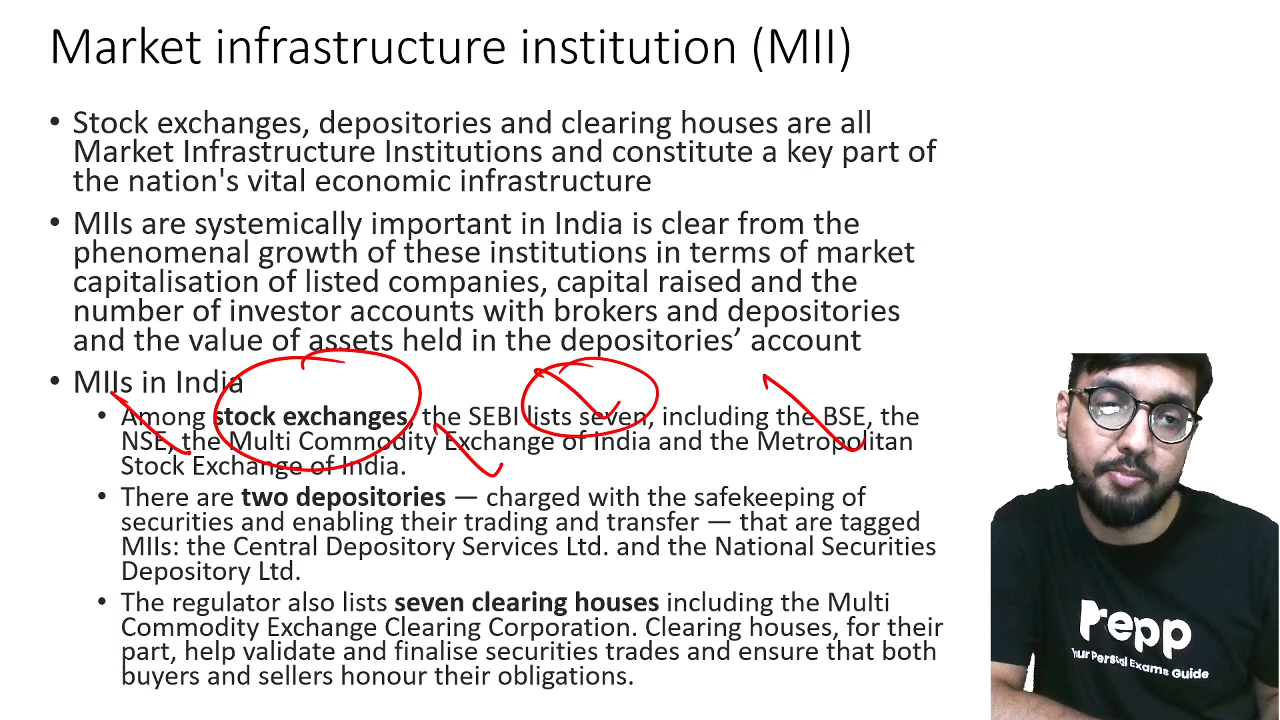 Market infrastructure institution (MII)
• Stock exchanges, depositories and clearing houses are all
Market Infrastructure Institutions and constitute a key part of
the nation's vital economic infrastructure
• MIIs are systemically important in India is clear from the
phenomenal growth of these institutions in terms of market
capitalisation of listed companies, capital raised and the
number of investor accounts with brokers and depositories
and the value of assets held in the depositories’ account
• MIIs in India
• Among stock exchanges, the SEBI lists seven, including the BSE, the
NSE, the Multi Commodity Exchange of India and the Metropolitan
Stock Exchange of India.
• There are two depositories — charged with the safekeeping of
securities and enabling their trading and transfer — that are tagged
MIIs: the Central Depository Services Ltd. and the National Securities
Depository Ltd.
• The regulator also lists seven clearing houses including the Multi
Commodity Exchange Clearing Corporation. Clearing houses, for their
part, help validate and finalise securities trades and ensure that both
buyers and sellers honour their obligations.
Prepp
Your Personal Exams Guide